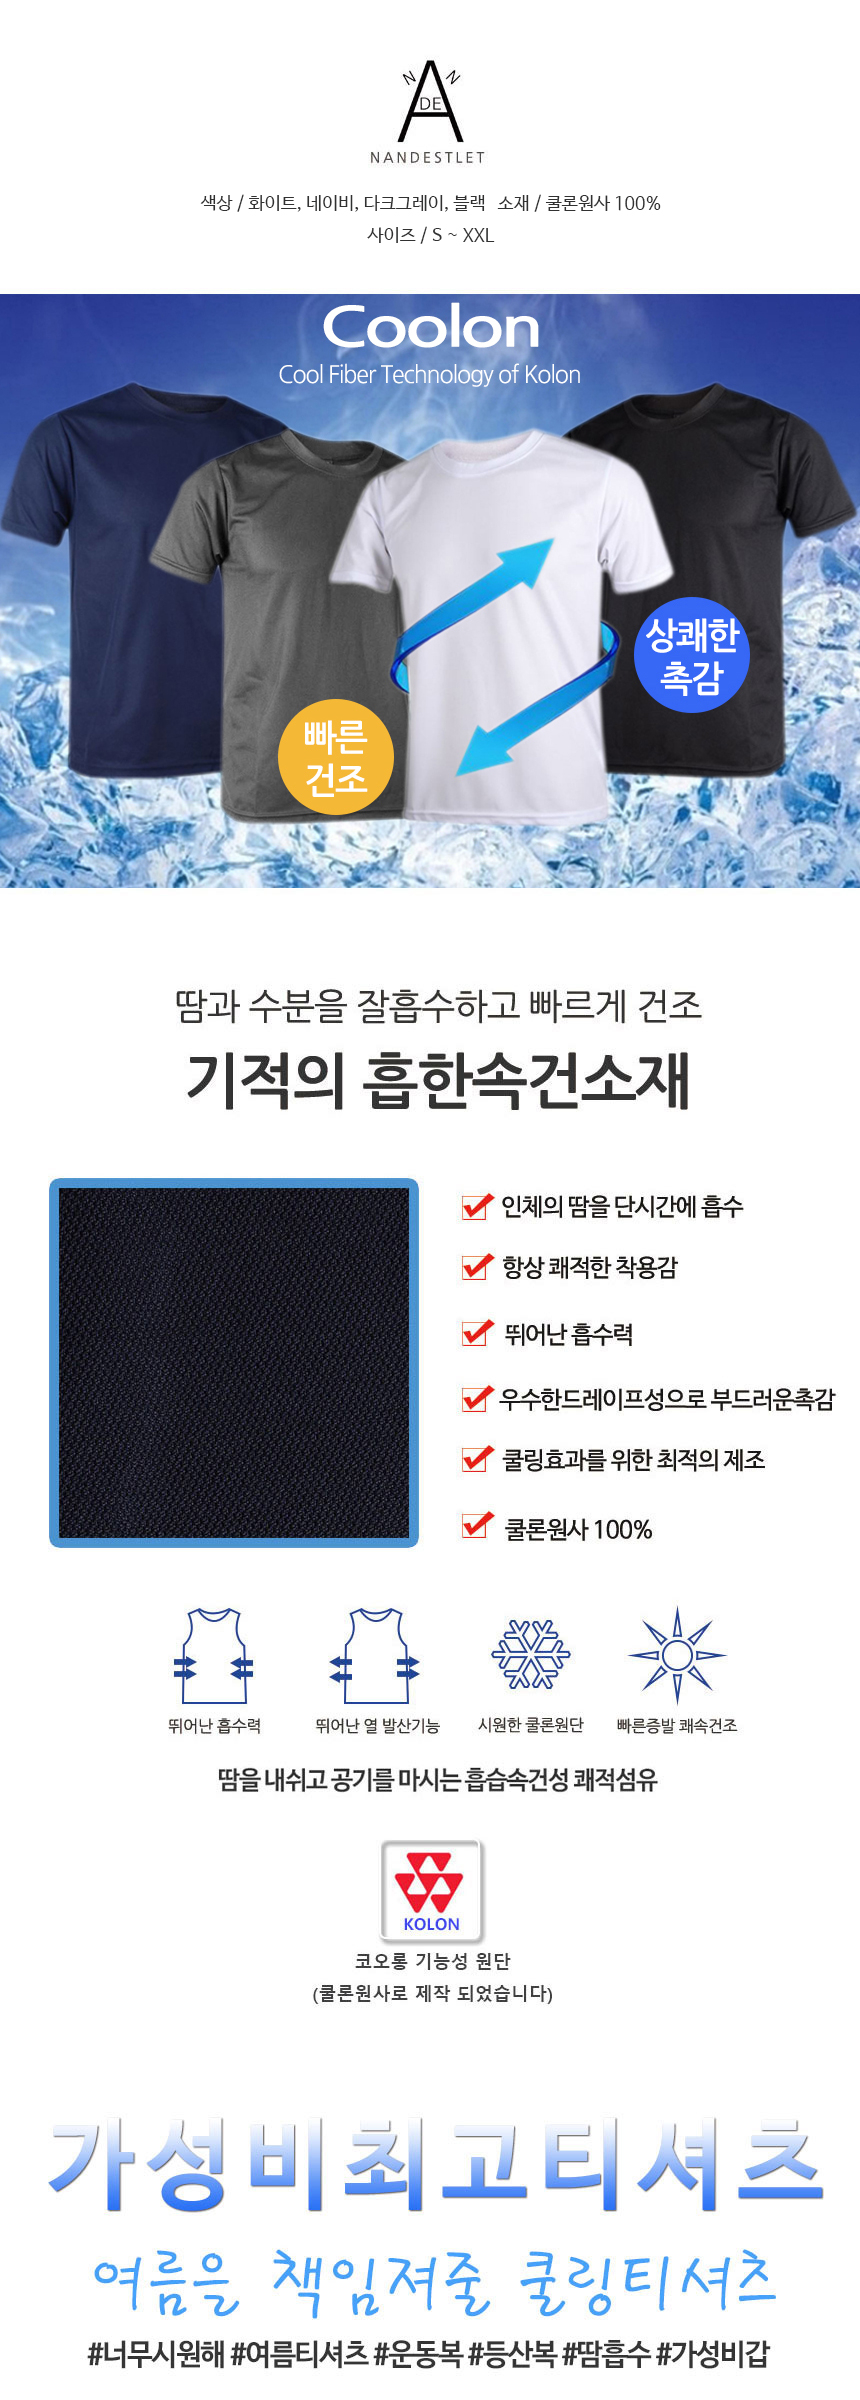 N A N
DE
NANDESTLET
색상 / 화이트, 네이비, 다크그레이, 블랙 소재 / 쿨론원사 100%
사이즈 / S ~ XXL
Coolon
Cool Fiber Technology of Kolon
상쾌한
촉감
빠른
건조
땀과 수분을 잘흡수하고 빠르게 건조
기적의 흡한속건소재
인체의 땀을 단시간에 흡수
항상 쾌적한 착용감
뛰어난 흡수력
우수한드레이프성으로 부드러운촉감
쿨링효과를 위한 최적의 제조
쿨론원사 100%
뛰어난 흡수력
뛰어난 열 발산기능
시원한 쿨론원단
빠른증발 쾌속건조
땀을 내쉬고 공기를 마시는 흡습속건성 쾌적섬유
KOLON
코오롱 기능성 원단
(쿨론원사로 제작 되었습니다)
가성비최고티셔츠
여름을 책임져줄 쿨링티셔츠
#너무시원해 #여름티셔츠 #운동복 #등산복 #땀흡수 #가성비갑